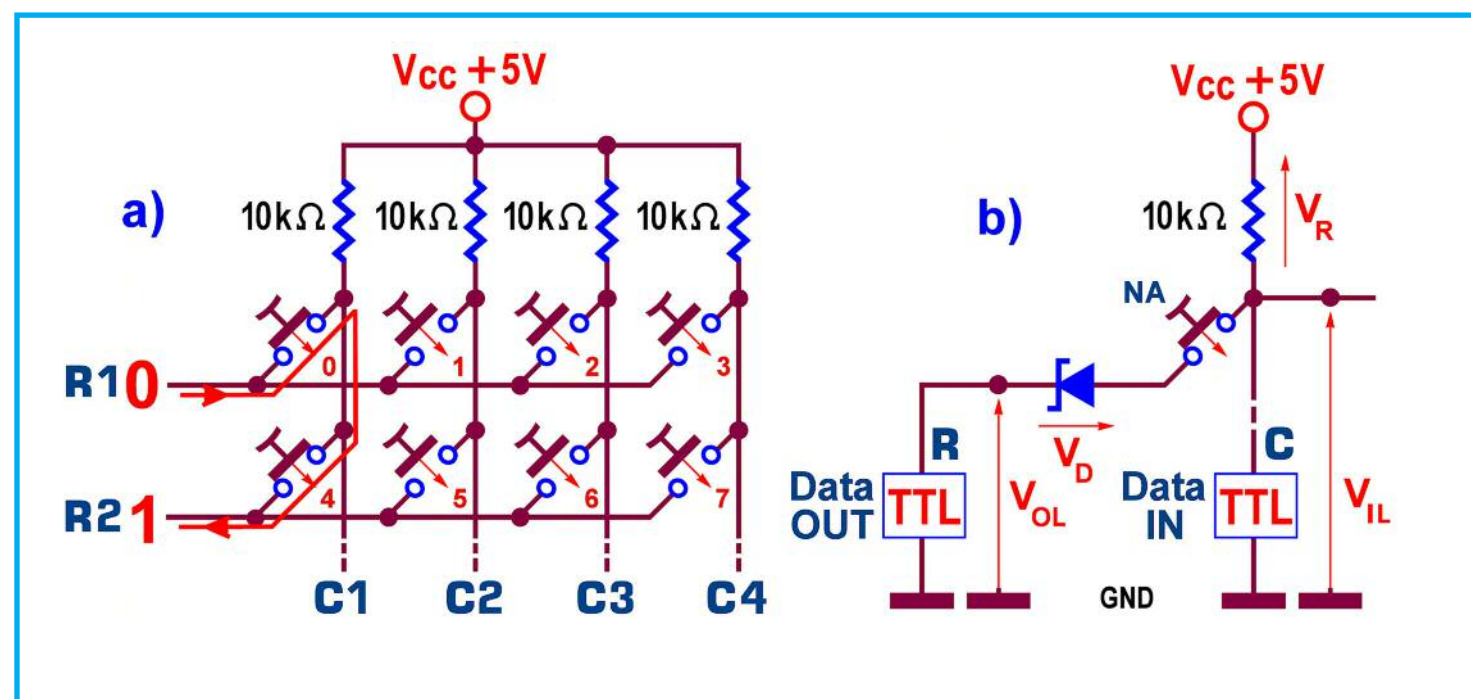 a)
Vcc +5V
10kΩ 10kΩ 10kΩ 10kΩ
0 1 2 3
R1 0
4 5 6 7
R2 1
C1 C2 C3 C4
b)
Vcc +5V
10kΩ
VR
NA
R
VD
C
Data OUT
TTL
VOL
Data IN
TTL
VIL
GND